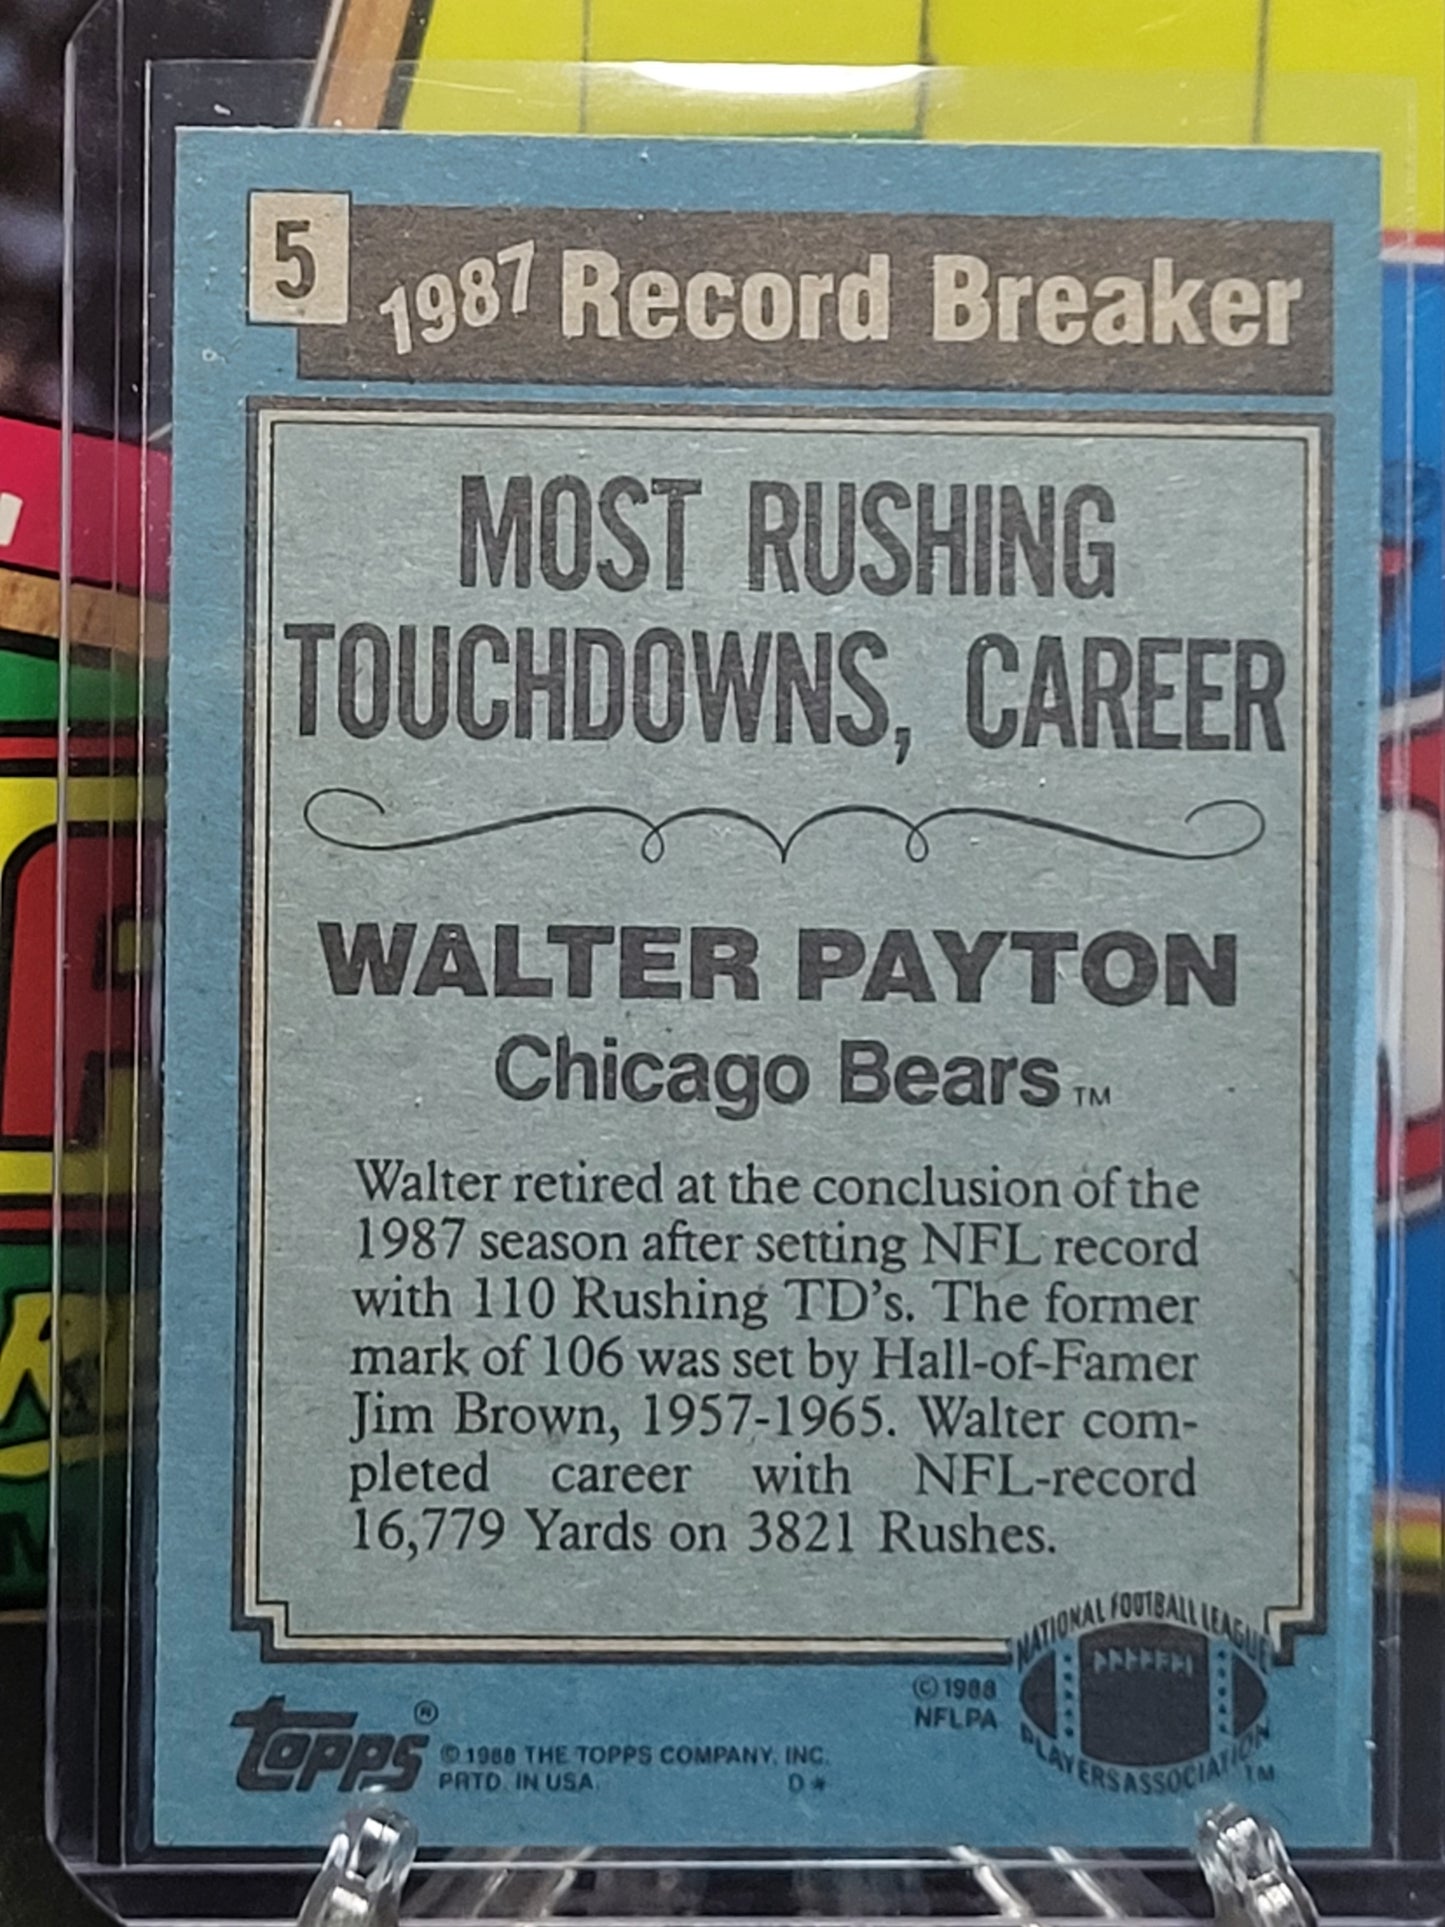 5
1987 Record Breaker
MOST RUSHING
TOUCHDOWNS, CAREER
WALTER PAYTON
Chicago Bears™
Walter retired at the conclusion of the
1987 season after setting NFL record
with 110 Rushing TD's. The former
mark of 106 was set by Hall-of-Famer
Jim Brown, 1957-1965. Walter com-
pleted career with NFL-record
16,779 Yards on 3821 Rushes.
NATIONAL FOOTBALL LEAGUE
PLAYERS ASSOCIATION™
© 1988
NFLPA
TOPPS®
© 1988 THE TOPPS COMPANY, INC.
PRTD. IN USA.
D*